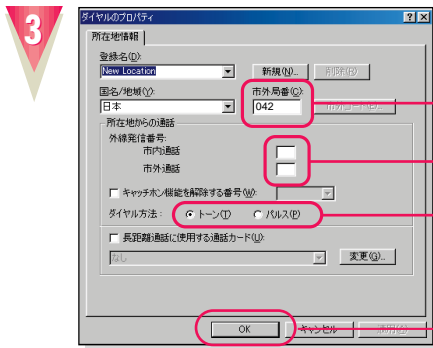 3
ダイヤルのプロパティ
所在地情報
登録名(D):
New Location 新規(N)... 削除(R)
国名/地域(Y): 市外局番(C):
日本 042
所在地からの通話
外線発信番号:
市内通話
市外通話
キャッチホン機能を解除する番号(W):
ダイヤル方法: トーン(T) パルス(P)
長距離通話に使用する通話カード(U):
なし 変更(G)...
OK キャンセル 適用(A)